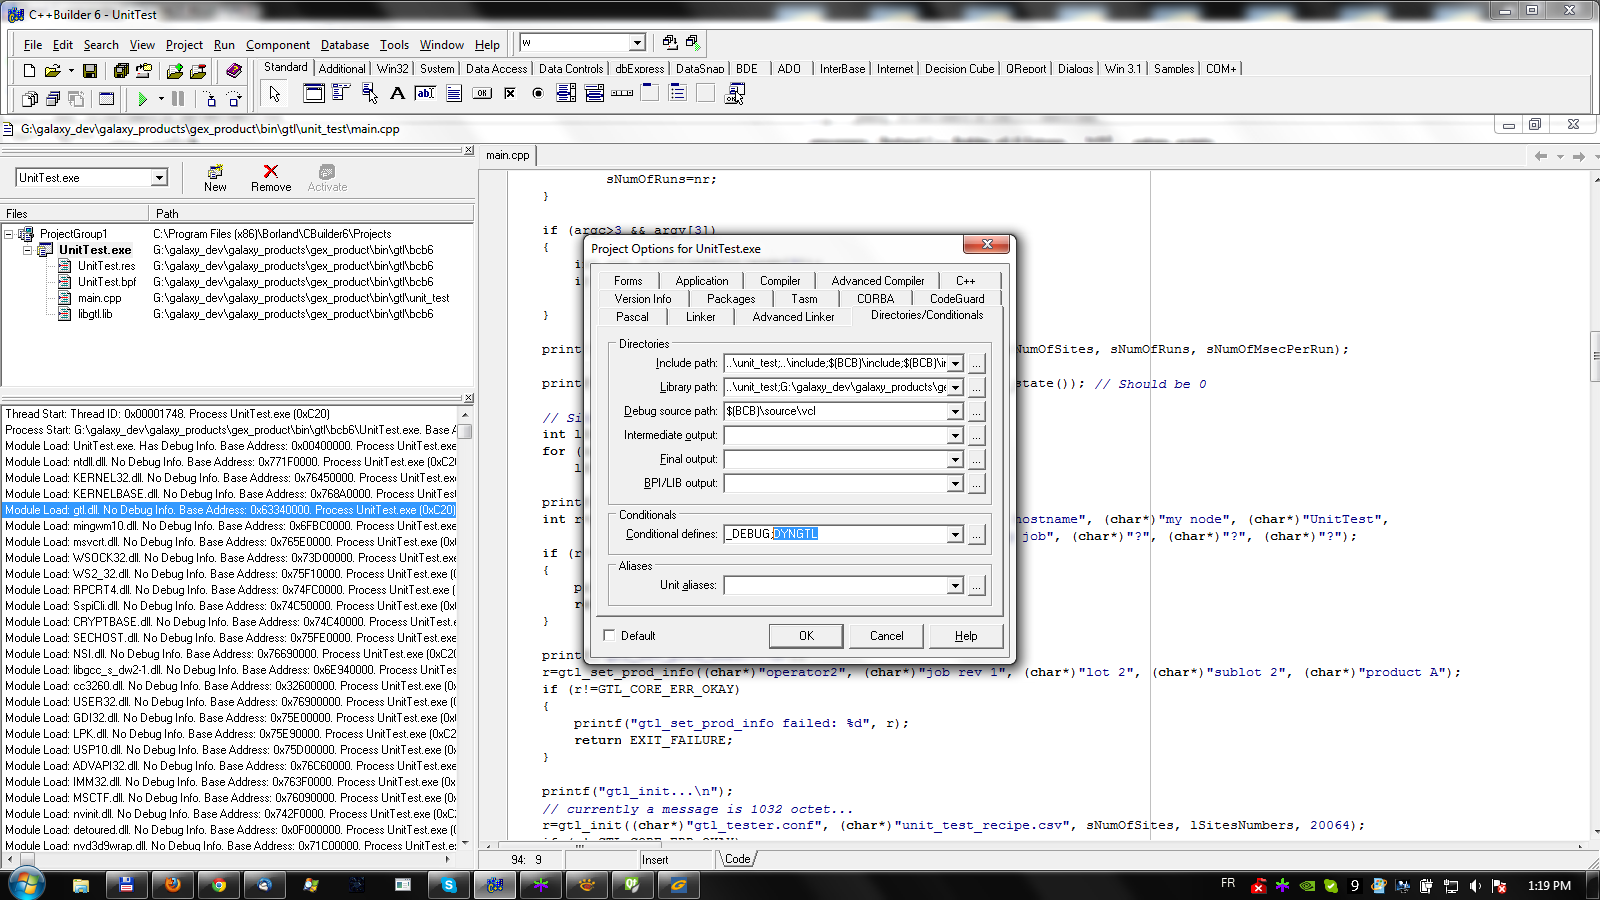 C++Builder 6 - UnitTest
File Edit Search View Project Run Component Database Tools Window Help
w
Standard Additional Win32 System Data Access Data Controls dbExpress DataSnap BDE ADO InterBase Internet Decision Cube QReport Dialogs Win 3.1 Samples COM+
G:\galaxy_dev\galaxy_products\gex_product\bin\gtl\unit_test\main.cpp
UnitTest.exe
New Remove Activate
Files Path
ProjectGroup1 C:\Program Files (x86)\Borland\CBuilder6\Projects
UnitTest.exe G:\galaxy_dev\galaxy_products\gex_product\bin\gtl\bcb6
UnitTest.res G:\galaxy_dev\galaxy_products\gex_product\bin\gtl\bcb6
UnitTest.bpf G:\galaxy_dev\galaxy_products\gex_product\bin\gtl\bcb6
main.cpp G:\galaxy_dev\galaxy_products\gex_product\bin\gtl\unit_test
libgtl.lib G:\galaxy_dev\galaxy_products\gex_product\bin\gtl\bcb6
Thread Start: Thread ID: 0x00001748. Process UnitTest.exe (0xC20)
Process Start: G:\galaxy_dev\galaxy_products\gex_product\bin\gtl\bcb6\UnitTest.exe. Base A
Module Load: UnitTest.exe. Has Debug Info. Base Address: 0x00400000. Process UnitTest.exe
Module Load: ntdll.dll. No Debug Info. Base Address: 0x771F0000. Process UnitTest.exe (0xC20
Module Load: KERNEL32.dll. No Debug Info. Base Address: 0x76450000. Process UnitTest.exe
Module Load: KERNELBASE.dll. No Debug Info. Base Address: 0x768A0000. Process UnitTest
Module Load: gtl.dll. No Debug Info. Base Address: 0x63340000. Process UnitTest.exe (0xC20)
Module Load: mingwm10.dll. No Debug Info. Base Address: 0x6FBC0000. Process UnitTest.e
Module Load: msvcrt.dll. No Debug Info. Base Address: 0x765E0000. Process UnitTest.exe (0x
Module Load: WSOCK32.dll. No Debug Info. Base Address: 0x73D00000. Process UnitTest.e
Module Load: WS2_32.dll. No Debug Info. Base Address: 0x75F10000. Process UnitTest.exe (0
Module Load: RPCRT4.dll. No Debug Info. Base Address: 0x74FC0000. Process UnitTest.exe
Module Load: SspiCli.dll. No Debug Info. Base Address: 0x74C50000. Process UnitTest.exe (0x
Module Load: CRYPTBASE.dll. No Debug Info. Base Address: 0x74C40000. Process UnitTest.
Module Load: SECHOST.dll. No Debug Info. Base Address: 0x75FE0000. Process UnitTest.exe
Module Load: NSI.dll. No Debug Info. Base Address: 0x76690000. Process UnitTest.exe (0xC20
Module Load: libgcc_s_dw2-1.dll. No Debug Info. Base Address: 0x6E940000. Process UnitTes
Module Load: cc3260.dll. No Debug Info. Base Address: 0x32600000. Process UnitTest.exe (0x
Module Load: USER32.dll. No Debug Info. Base Address: 0x76900000. Process UnitTest.exe (0
Module Load: GDI32.dll. No Debug Info. Base Address: 0x75E00000. Process UnitTest.exe (0x
Module Load: LPK.dll. No Debug Info. Base Address: 0x75E90000. Process UnitTest.exe (0xC2
Module Load: USP10.dll. No Debug Info. Base Address: 0x75D00000. Process UnitTest.exe (0x
Module Load: ADVAPI32.dll. No Debug Info. Base Address: 0x76C60000. Process UnitTest.exe
Module Load: IMM32.dll. No Debug Info. Base Address: 0x763F0000. Process UnitTest.exe (0x
Module Load: MSCTF.dll. No Debug Info. Base Address: 0x76090000. Process UnitTest.exe (0x
Module Load: nvinit.dll. No Debug Info. Base Address: 0x742F0000. Process UnitTest.exe (0xC2
Module Load: detoured.dll. No Debug Info. Base Address: 0x0F000000. Process UnitTest.exe (0
Module Load: nvd3d9wrap.dll. No Debug Info. Base Address: 0x71C00000. Process UnitTest.e
main.cpp
sNumOfRuns=nr;
}
if (argc>3 && argv[3])
{
i
i
}
print
NumOfSites, sNumOfRuns, sNumOfMsecPerRun);
print
state()); // Should be 0
// Si
int l
for (
l
print
int r
hostname", (char*)"my node", (char*)"UnitTest",
job", (char*)"?", (char*)"?", (char*)"?");
if (r
{
p
r
}
print
r=gtl_set_prod_info((char*)"operator2", (char*)"job rev 1", (char*)"lot 2", (char*)"sublot 2", (char*)"product A");
if (r!=GTL_CORE_ERR_OKAY)
{
printf("gtl_set_prod_info failed: %d", r);
return EXIT_FAILURE;
}
printf("gtl_init...\n");
// currently a message is 1032 octet...
r=gtl_init((char*)"gtl_tester.conf", (char*)"unit_test_recipe.csv", sNumOfSites, lSitesNumbers, 20064);
94: 9 Insert Code
Project Options for UnitTest.exe
Forms Application Compiler Advanced Compiler C++
Version Info Packages Tasm CORBA CodeGuard
Pascal Linker Advanced Linker Directories/Conditionals
Directories
Include path: ..\unit_test;..\include;$(BCB)\include;$(BCB)\in
Library path: ..\unit_test;G:\galaxy_dev\galaxy_products\ge
Debug source path: $(BCB)\source\vcl
Intermediate output:
Final output:
BPI/LIB output:
Conditionals
Conditional defines: _DEBUG;DYNGTL
Aliases
Unit aliases:
Default OK Cancel Help
FR 9 1:19 PM